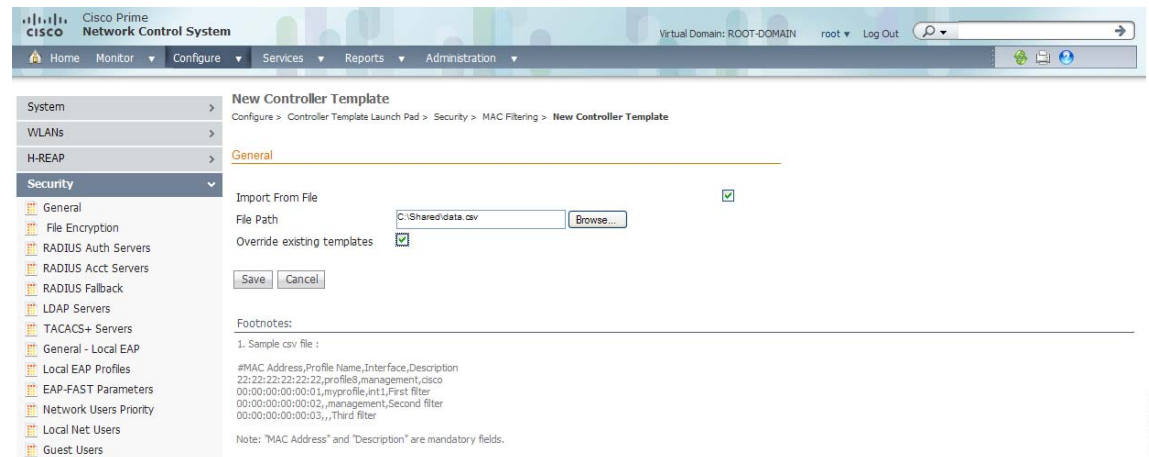 Cisco Prime
CISCO Network Control System
Virtual Domain: ROOT-DOMAIN root Log Out
Home Monitor Configure Services Reports Administration
System
WLANs
H-REAP
Security
General
File Encryption
RADIUS Auth Servers
RADIUS Acct Servers
RADIUS Fallback
LDAP Servers
TACACS+ Servers
General - Local EAP
Local EAP Profiles
EAP-FAST Parameters
Network Users Priority
Local Net Users
Guest Users
New Controller Template
Configure > Controller Template Launch Pad > Security > MAC Filtering > New Controller Template
General
Import From File
File Path C:\Shared\data.csv Browse...
Override existing templates
Save Cancel
Footnotes:
1. Sample csv file :
#MAC Address,Profile Name,Interface,Description
22:22:22:22:22:22,profile8,management,cisco
00:00:00:00:00:01,myprofile,int1,First filter
00:00:00:00:00:02,,management,Second filter
00:00:00:00:00:03,,,Third filter
Note: "MAC Address" and "Description" are mandatory fields.